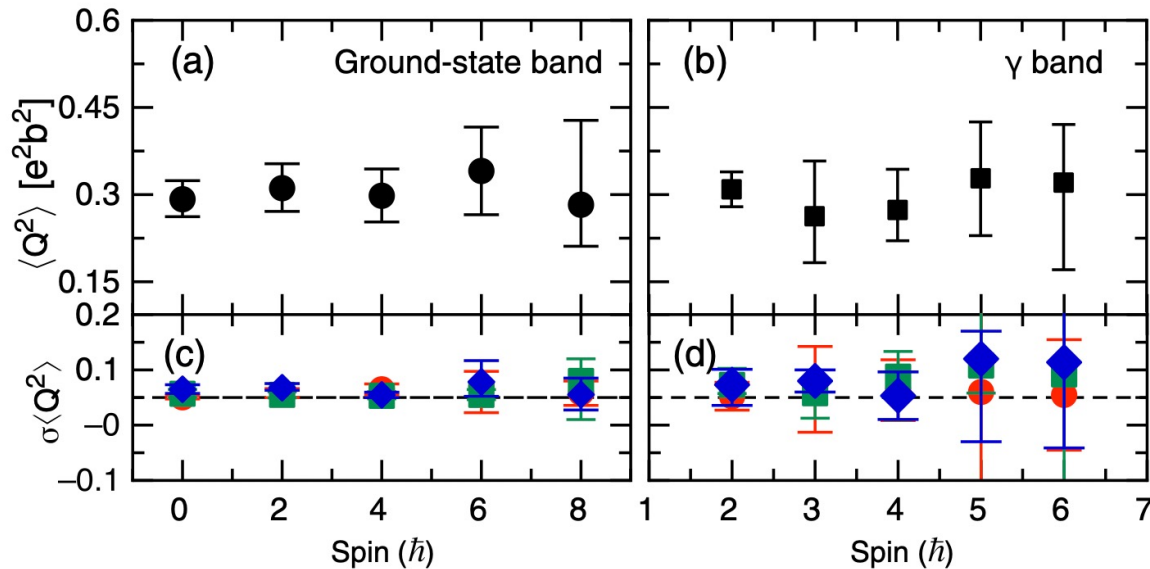 0.6
0.45
0.3
0.15
⟨Q²⟩ [e²b²]
(a)
Ground-state band
(b)
γ band
0.2
0.1
–0
–0.1
σ⟨Q²⟩
(c)
(d)
0 2 4 6 8
1 2 3 4 5 6 7
Spin (ℏ)
Spin (ℏ)